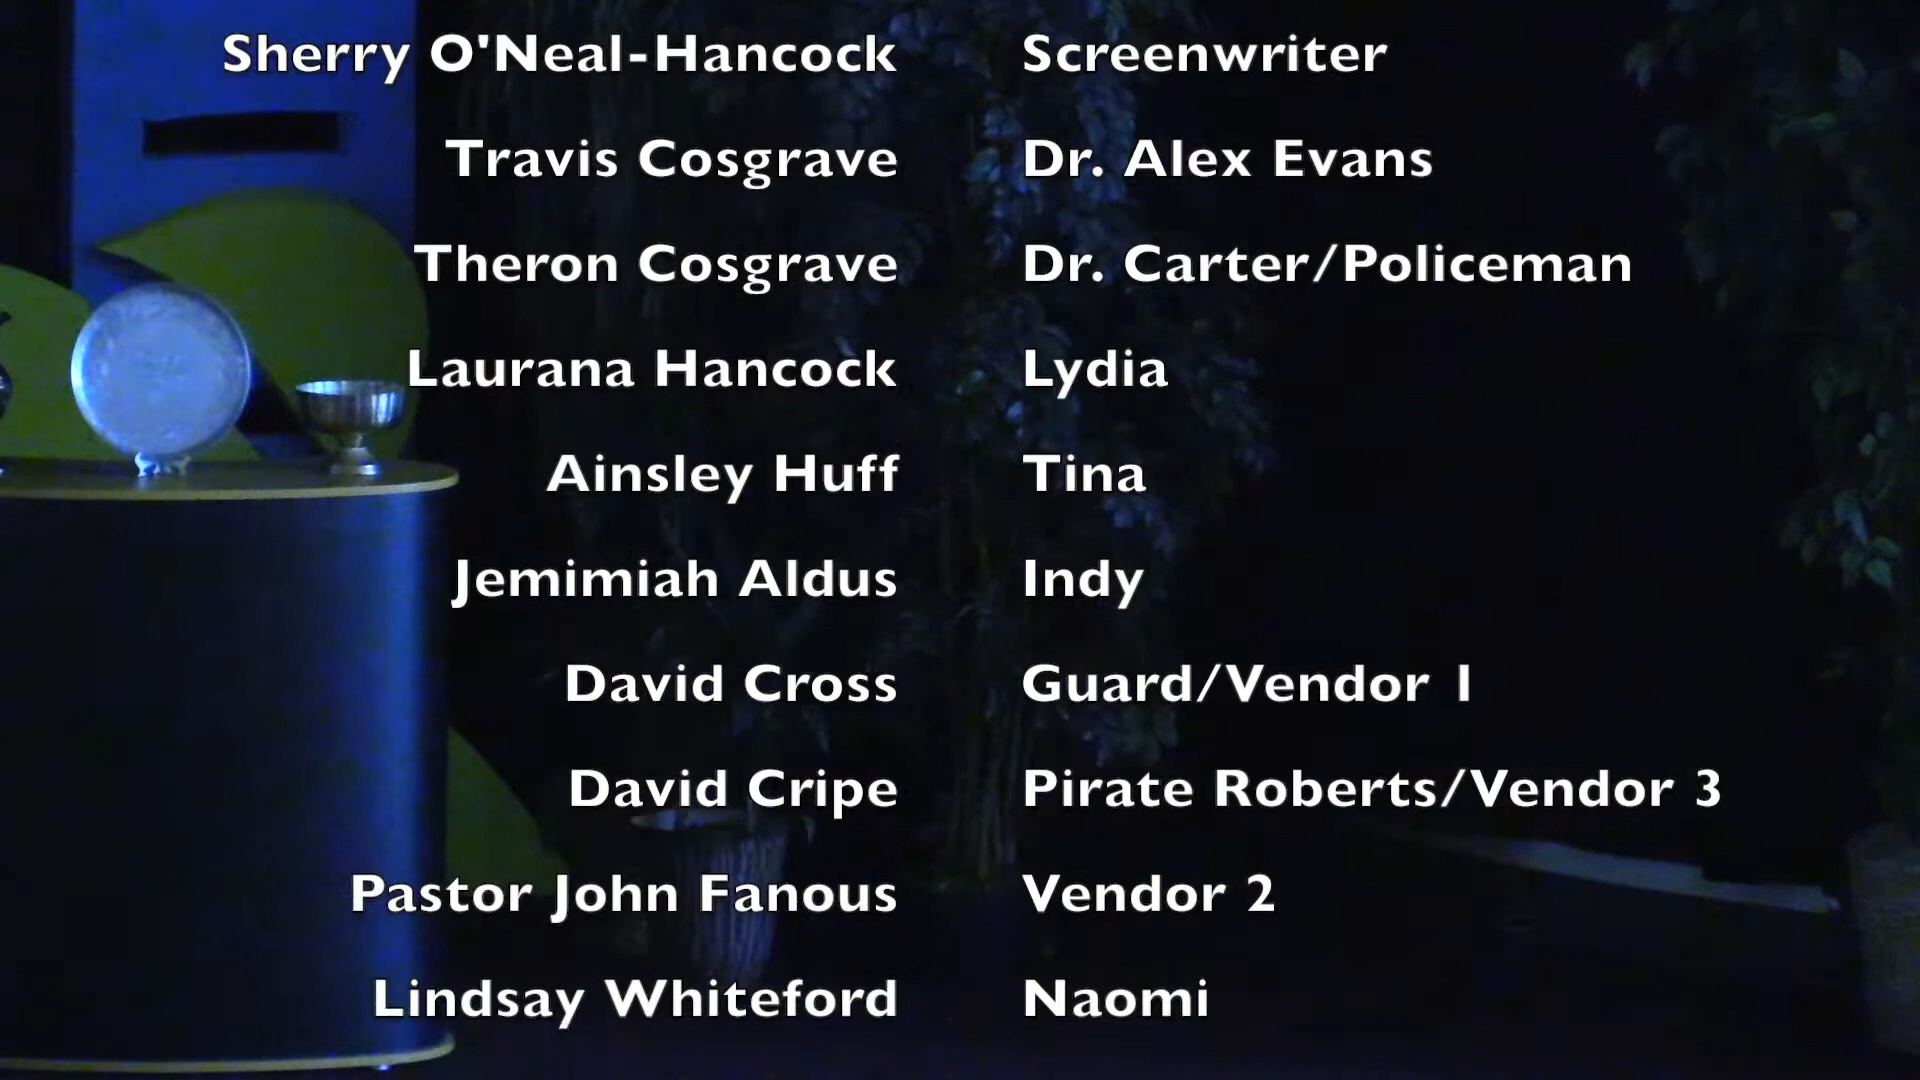 Sherry O'Neal-Hancock Screenwriter
Travis Cosgrave Dr. Alex Evans
Theron Cosgrave Dr. Carter/Policeman
Laurana Hancock Lydia
Ainsley Huff Tina
Jemimiah Aldus Indy
David Cross Guard/Vendor 1
David Cripe Pirate Roberts/Vendor 3
Pastor John Fanous Vendor 2
Lindsay Whiteford Naomi